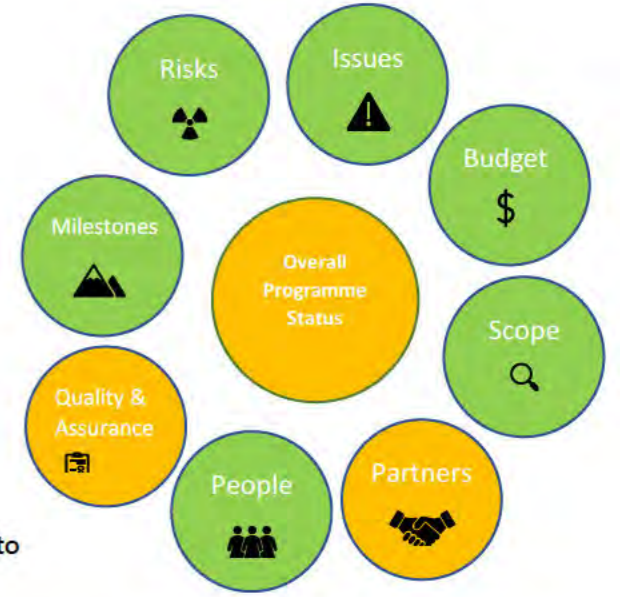 Risks
Issues
Budget
$
Milestones
Overall
Programme
Status
Scope
Quality &
Assurance
People
Partners
to